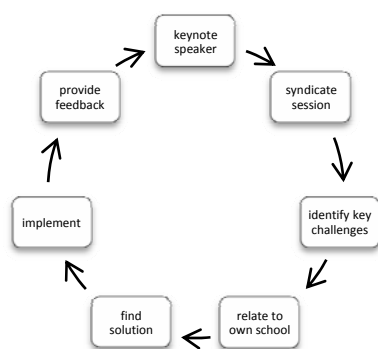 keynote
speaker
syndicate
session
identify key
challenges
relate to
own school
find
solution
implement
provide
feedback